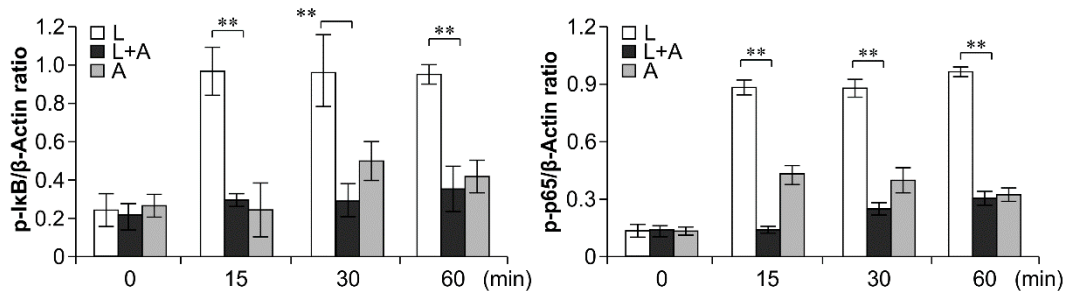 p-IκB/β-Actin ratio
1.2
1.0
0.8
0.6
0.4
0.2
0
L
L+A
A
**
**
**
0 15 30 60 (min)
p-p65/β-Actin ratio
1.2
0.9
0.6
0.3
0
L
L+A
A
**
**
**
0 15 30 60 (min)